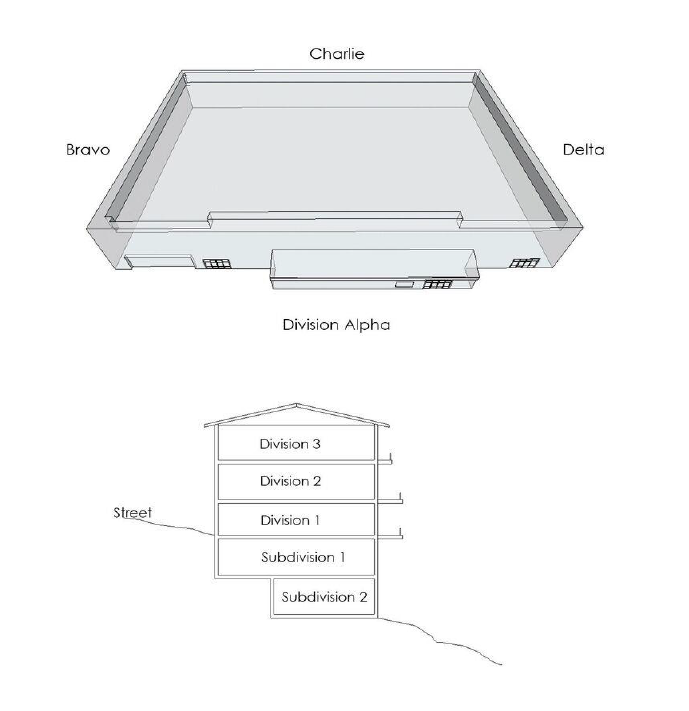 Charlie
Bravo
Delta
Division Alpha
Division 3
Division 2
Street
Division 1
Subdivision 1
Subdivision 2